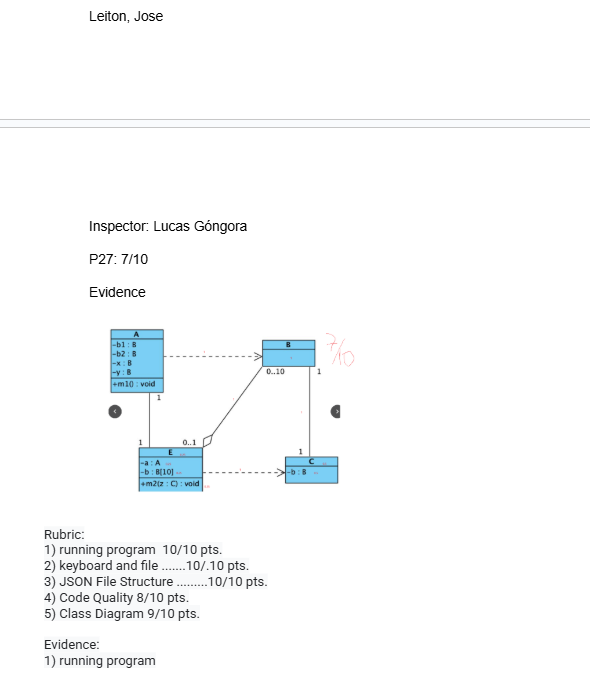 Leiton, Jose
Inspector: Lucas Góngora
P27: 7/10
Evidence
A
-b1 : B
-b2 : B
-x : B
-y : B
+m1() : void
1
B
0..10
1
7/10
1
0..1
E
-a : A
-b : B[10]
+m2(z : C) : void
1
C
-b : B
Rubric:
1) running program 10/10 pts.
2) keyboard and file .......10/.10 pts.
3) JSON File Structure .........10/10 pts.
4) Code Quality 8/10 pts.
5) Class Diagram 9/10 pts.
Evidence:
1) running program